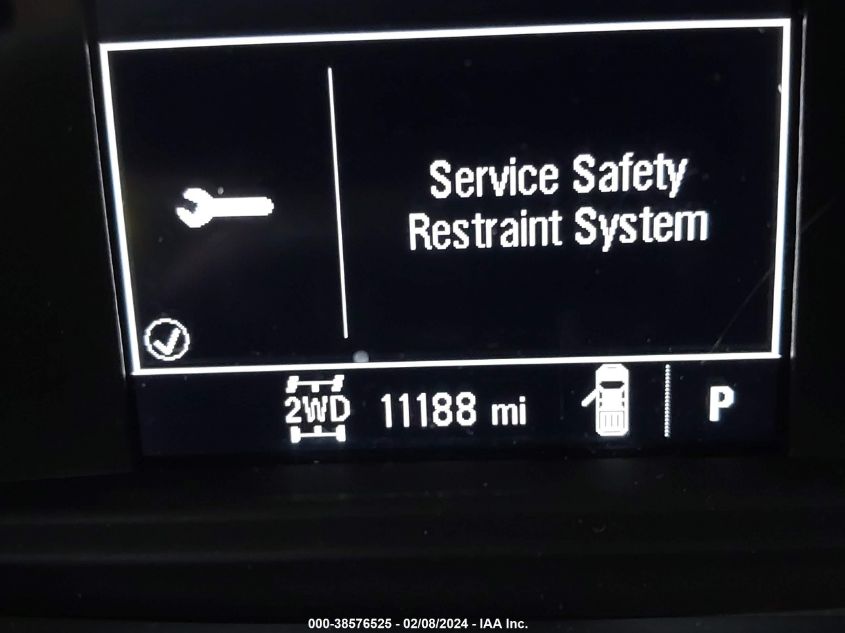 Service Safety
Restraint System
2WD 11188 mi P
000-38576525 - 02/08/2024 - IAA Inc.